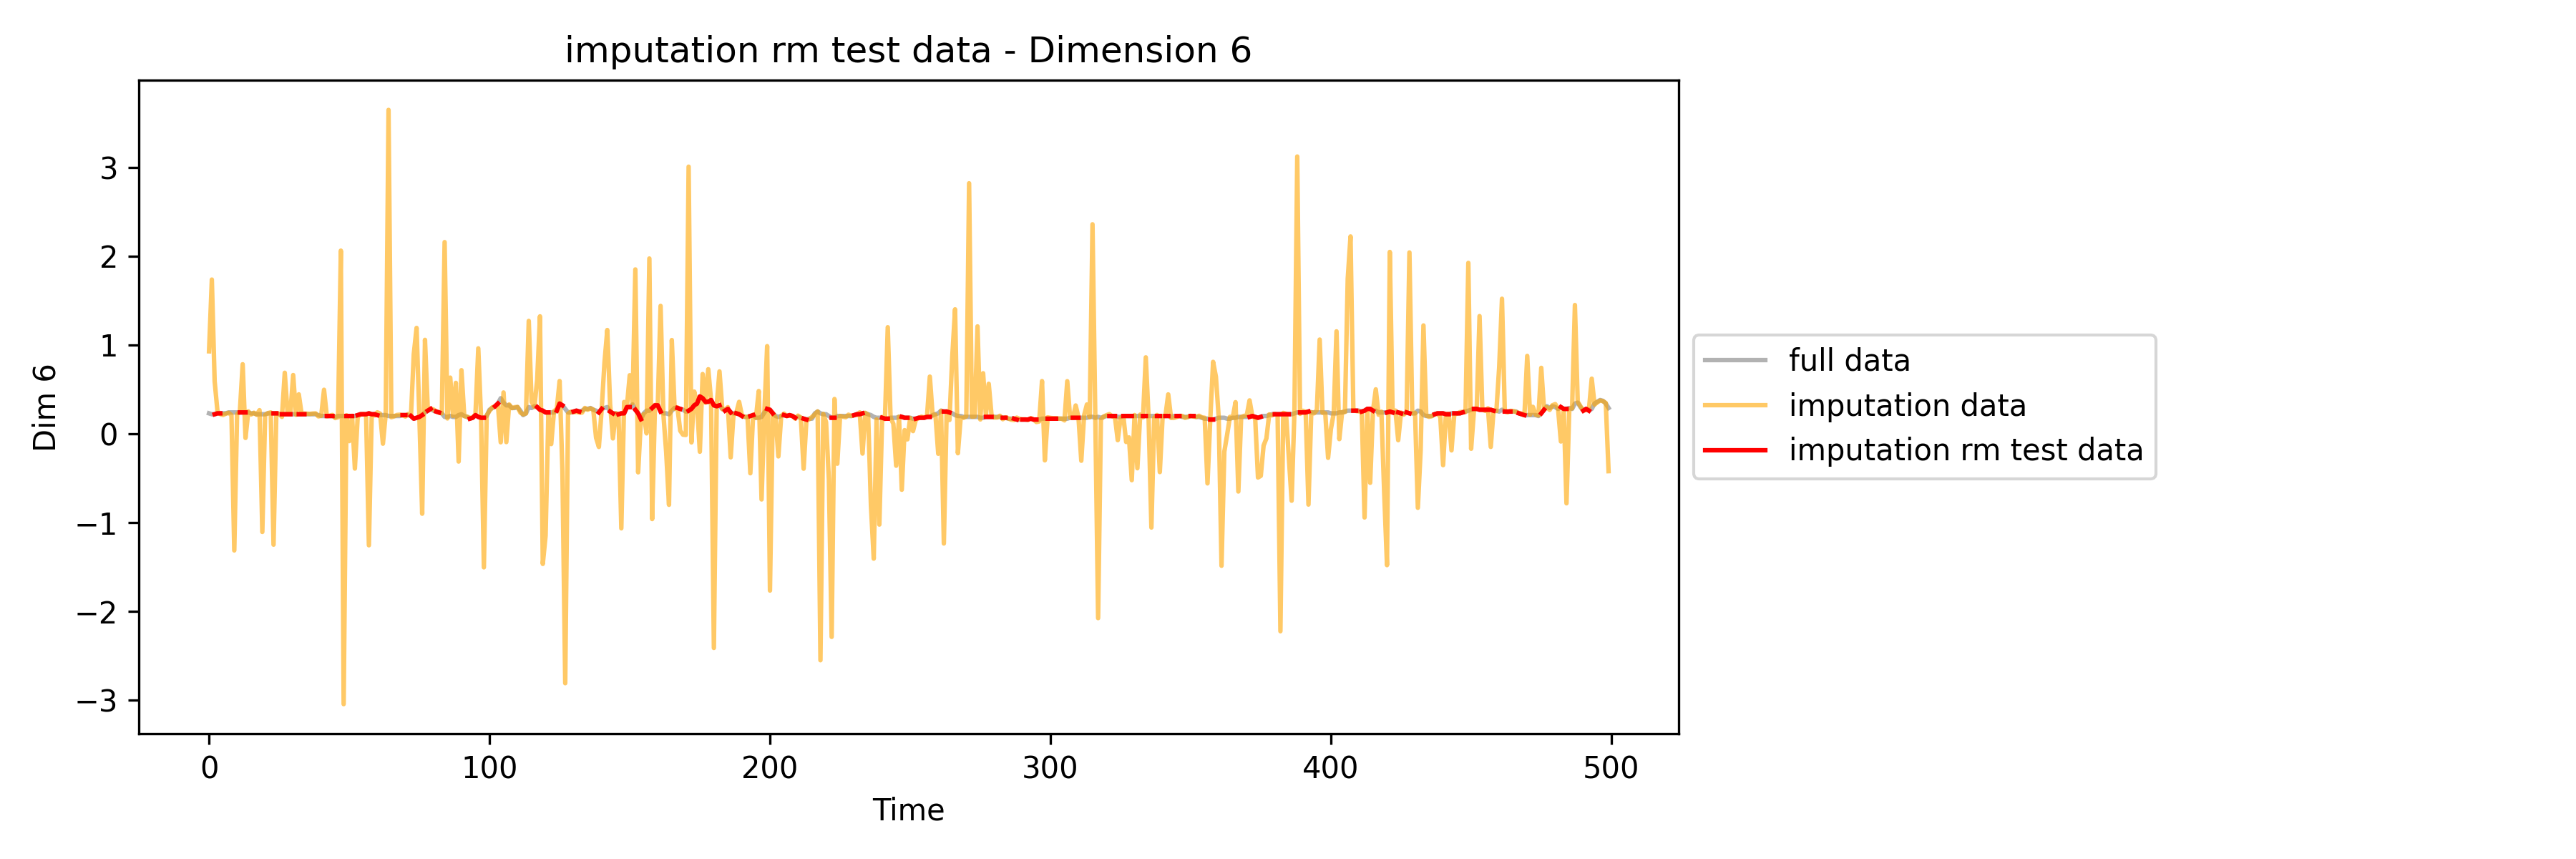 imputation rm test data - Dimension 6
3
2
1
0
−1
−2
−3
Dim 6
0 100 200 300 400 500
Time
full data
imputation data
imputation rm test data